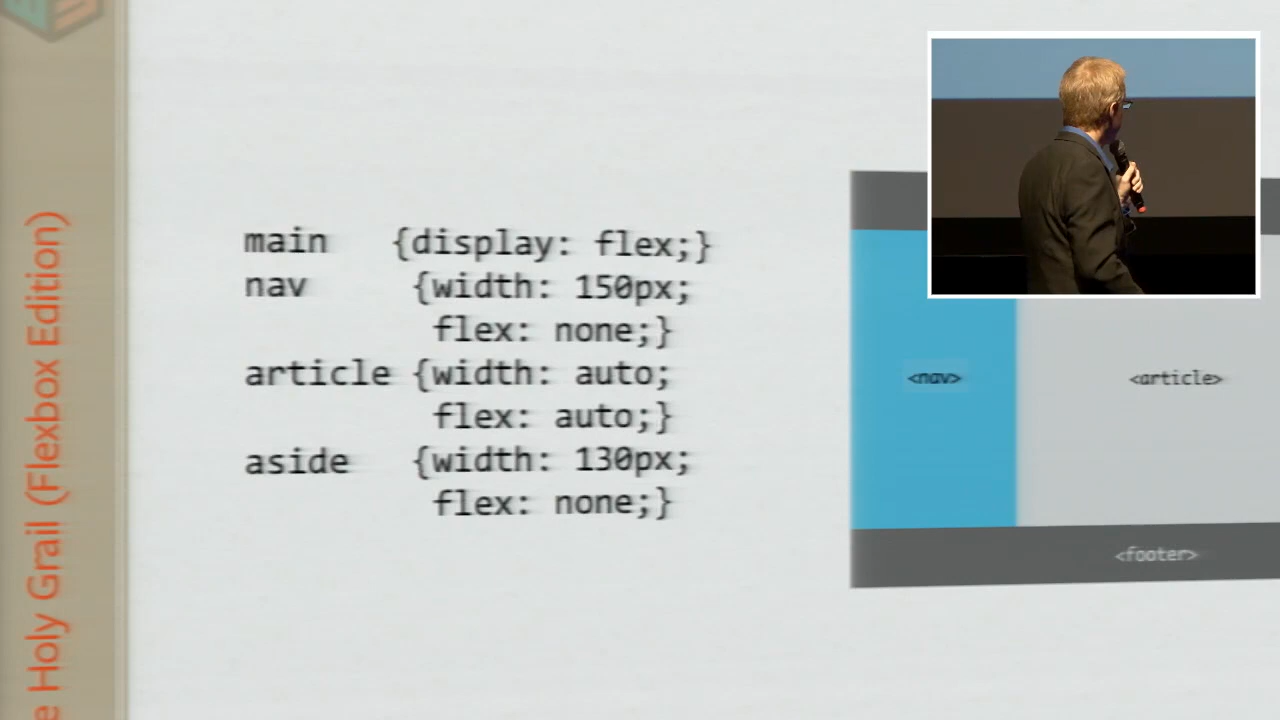 e Holy Grail (Flexbox Edition)
main {display: flex;}
nav {width: 150px;
flex: none;}
article {width: auto;
flex: auto;}
aside {width: 130px;
flex: none;}
<nav>
<article>
<footer>